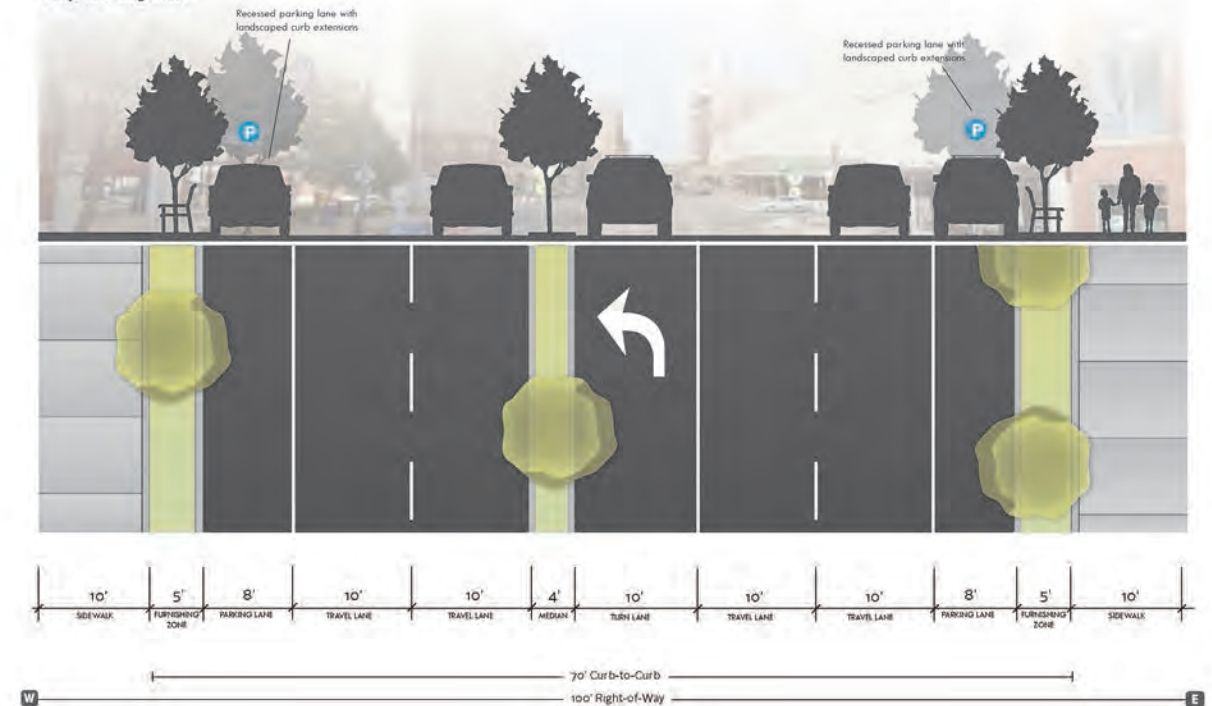 Recessed parking lane with
landscaped curb extensions
Recessed parking lane with
landscaped curb extensions
P
P
10' 5' 8' 10' 10' 4' 10' 10' 10' 8' 5' 10'
SIDEWALK FURNISHING ZONE PARKING LANE TRAVEL LANE TRAVEL LANE MEDIAN TURN LANE TRAVEL LANE TRAVEL LANE PARKING LANE FURNISHING ZONE SIDEWALK
70' Curb-to-Curb
W 100' Right-of-Way E